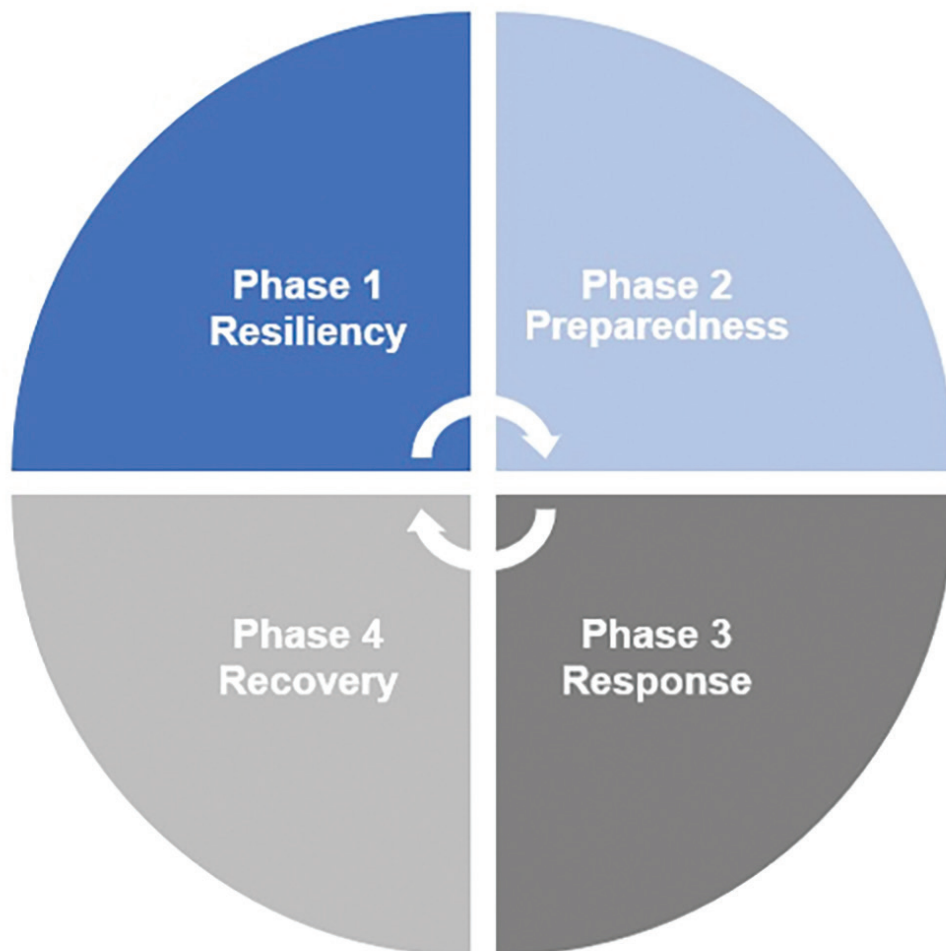 Phase 1
Resiliency
Phase 2
Preparedness
Phase 3
Response
Phase 4
Recovery